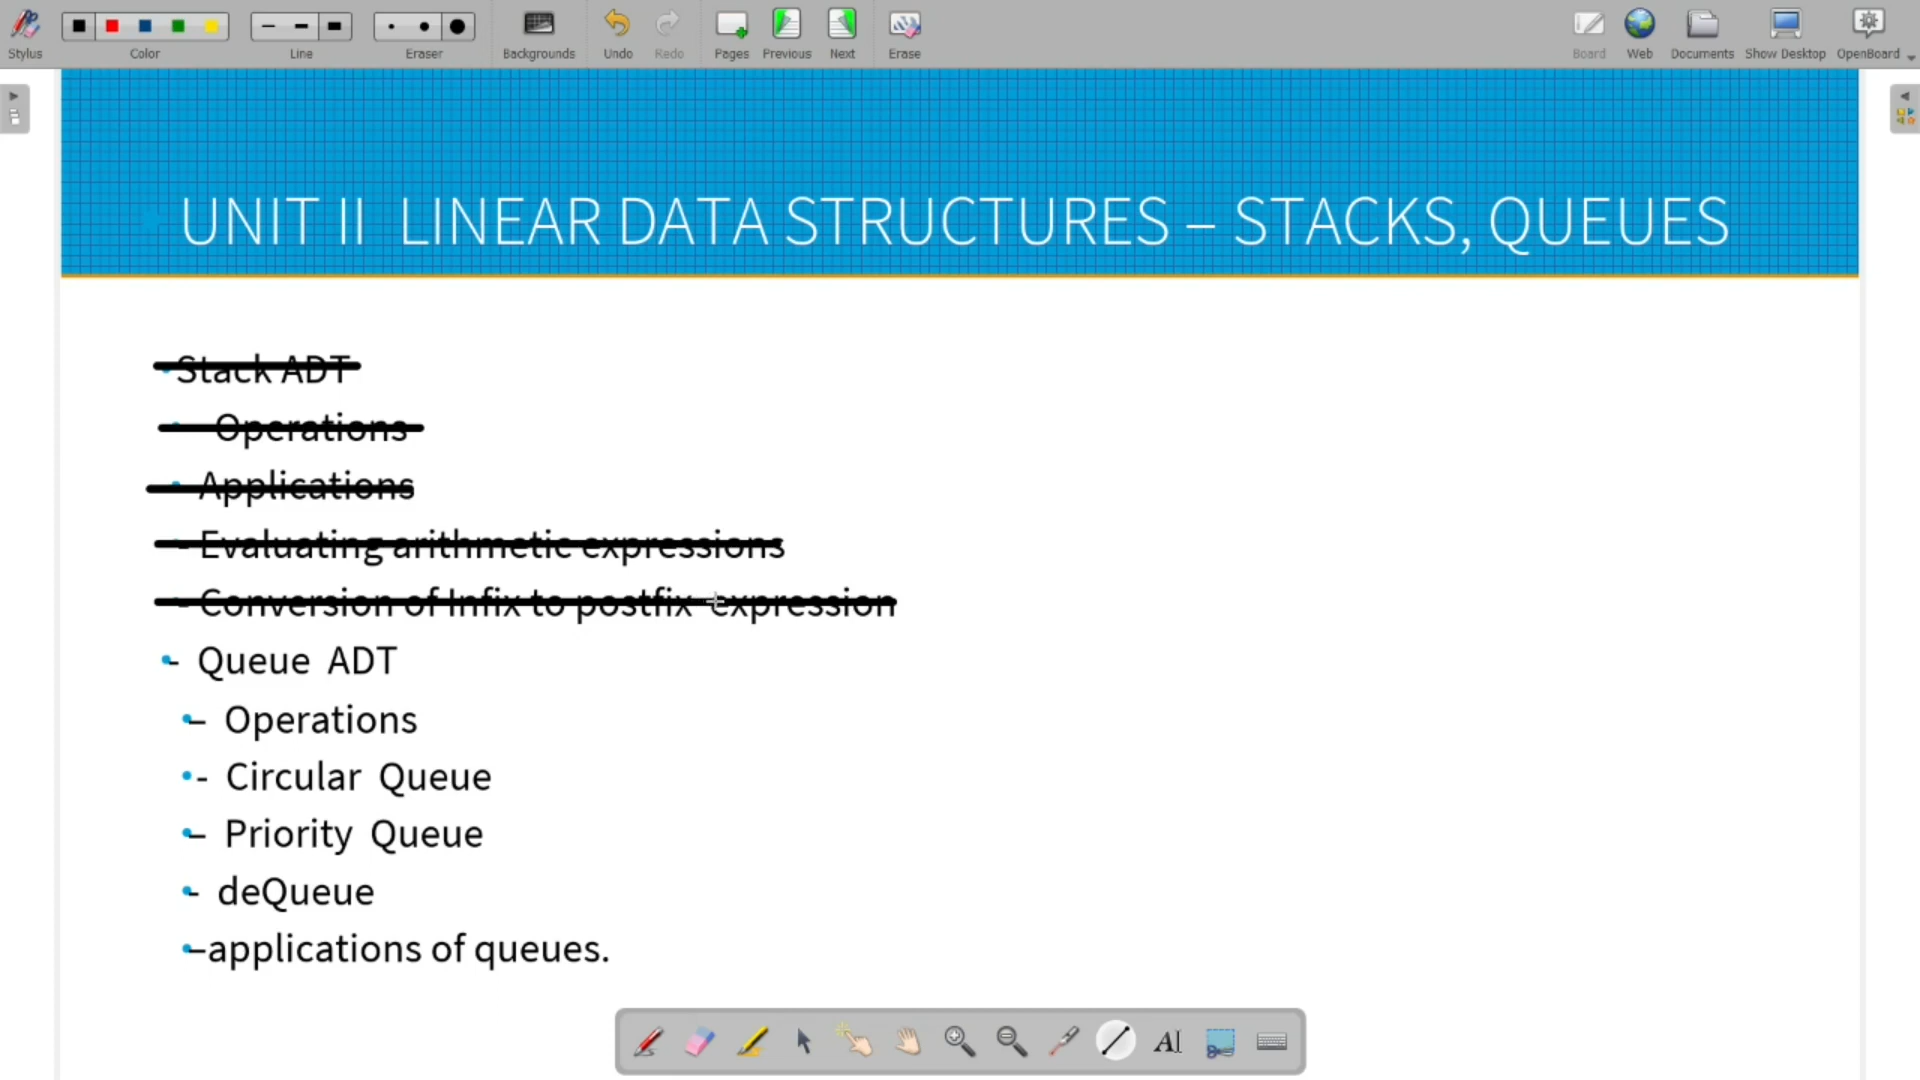 Stylus
Color
Line
Eraser
Backgrounds
Undo
Redo
Pages
Previous
Next
Erase
Board
Web
Documents
Show Desktop
OpenBoard
UNIT II LINEAR DATA STRUCTURES – STACKS, QUEUES
Stack ADT
Operations
Applications
- Evaluating arithmetic expressions
- Conversion of Infix to postfix expression
- Queue ADT
– Operations
- Circular Queue
– Priority Queue
- deQueue
–applications of queues.